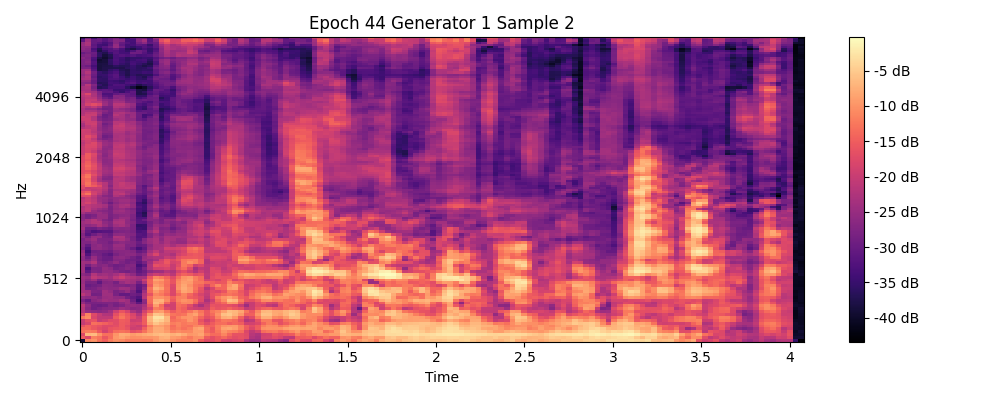 Epoch 44 Generator 1 Sample 2
Hz
4096
2048
1024
512
0
0 0.5 1 1.5 2 2.5 3 3.5 4
Time
-5 dB
-10 dB
-15 dB
-20 dB
-25 dB
-30 dB
-35 dB
-40 dB